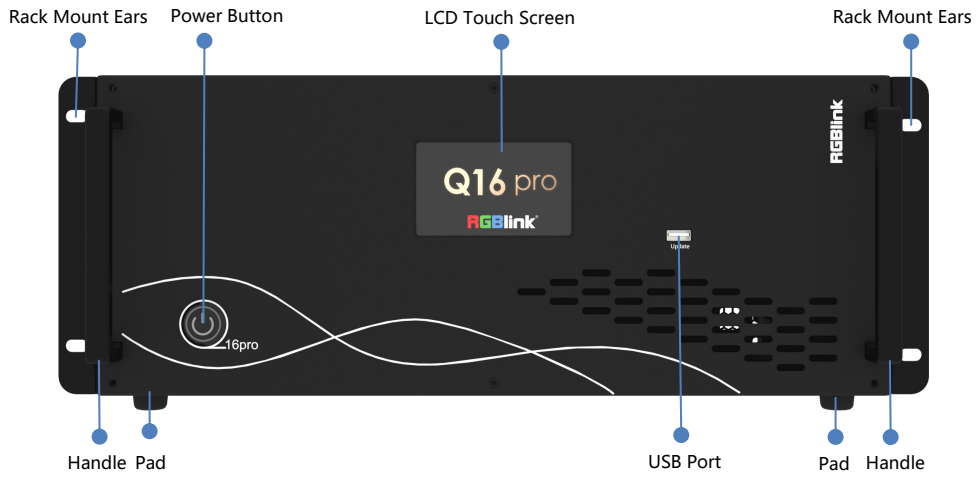 Rack Mount Ears
Power Button
LCD Touch Screen
Rack Mount Ears
RGBlink
Q16 pro
RGBlink
Update
16pro
Handle
Pad
USB Port
Pad
Handle